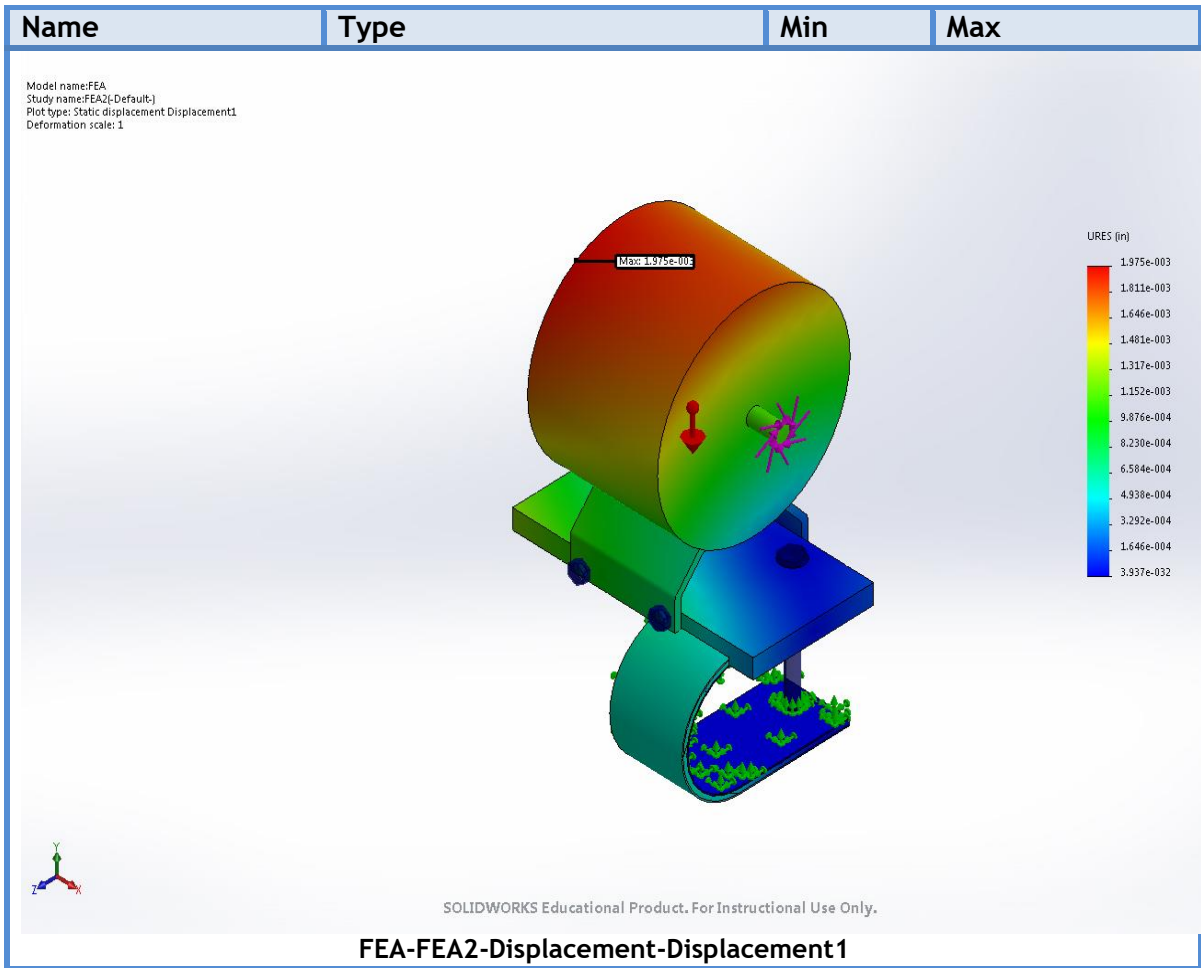 Name Type Min Max
Model name:FEA
Study name:FEA2(-Default-)
Plot type: Static displacement Displacement1
Deformation scale: 1
Max: 1.975e-003
URES (in)
1.975e-003
1.811e-003
1.646e-003
1.481e-003
1.317e-003
1.152e-003
9.876e-004
8.230e-004
6.584e-004
4.938e-004
3.292e-004
1.646e-004
3.937e-032
Y
Z X
SOLIDWORKS Educational Product. For Instructional Use Only.
FEA-FEA2-Displacement-Displacement1